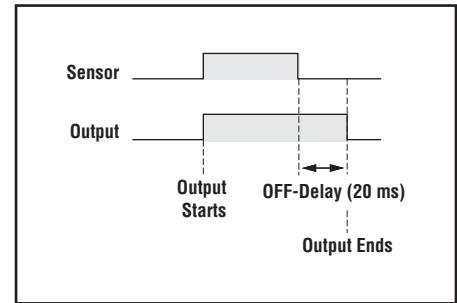 Sensor
Output
Output
Starts
OFF-Delay (20 ms)
Output Ends